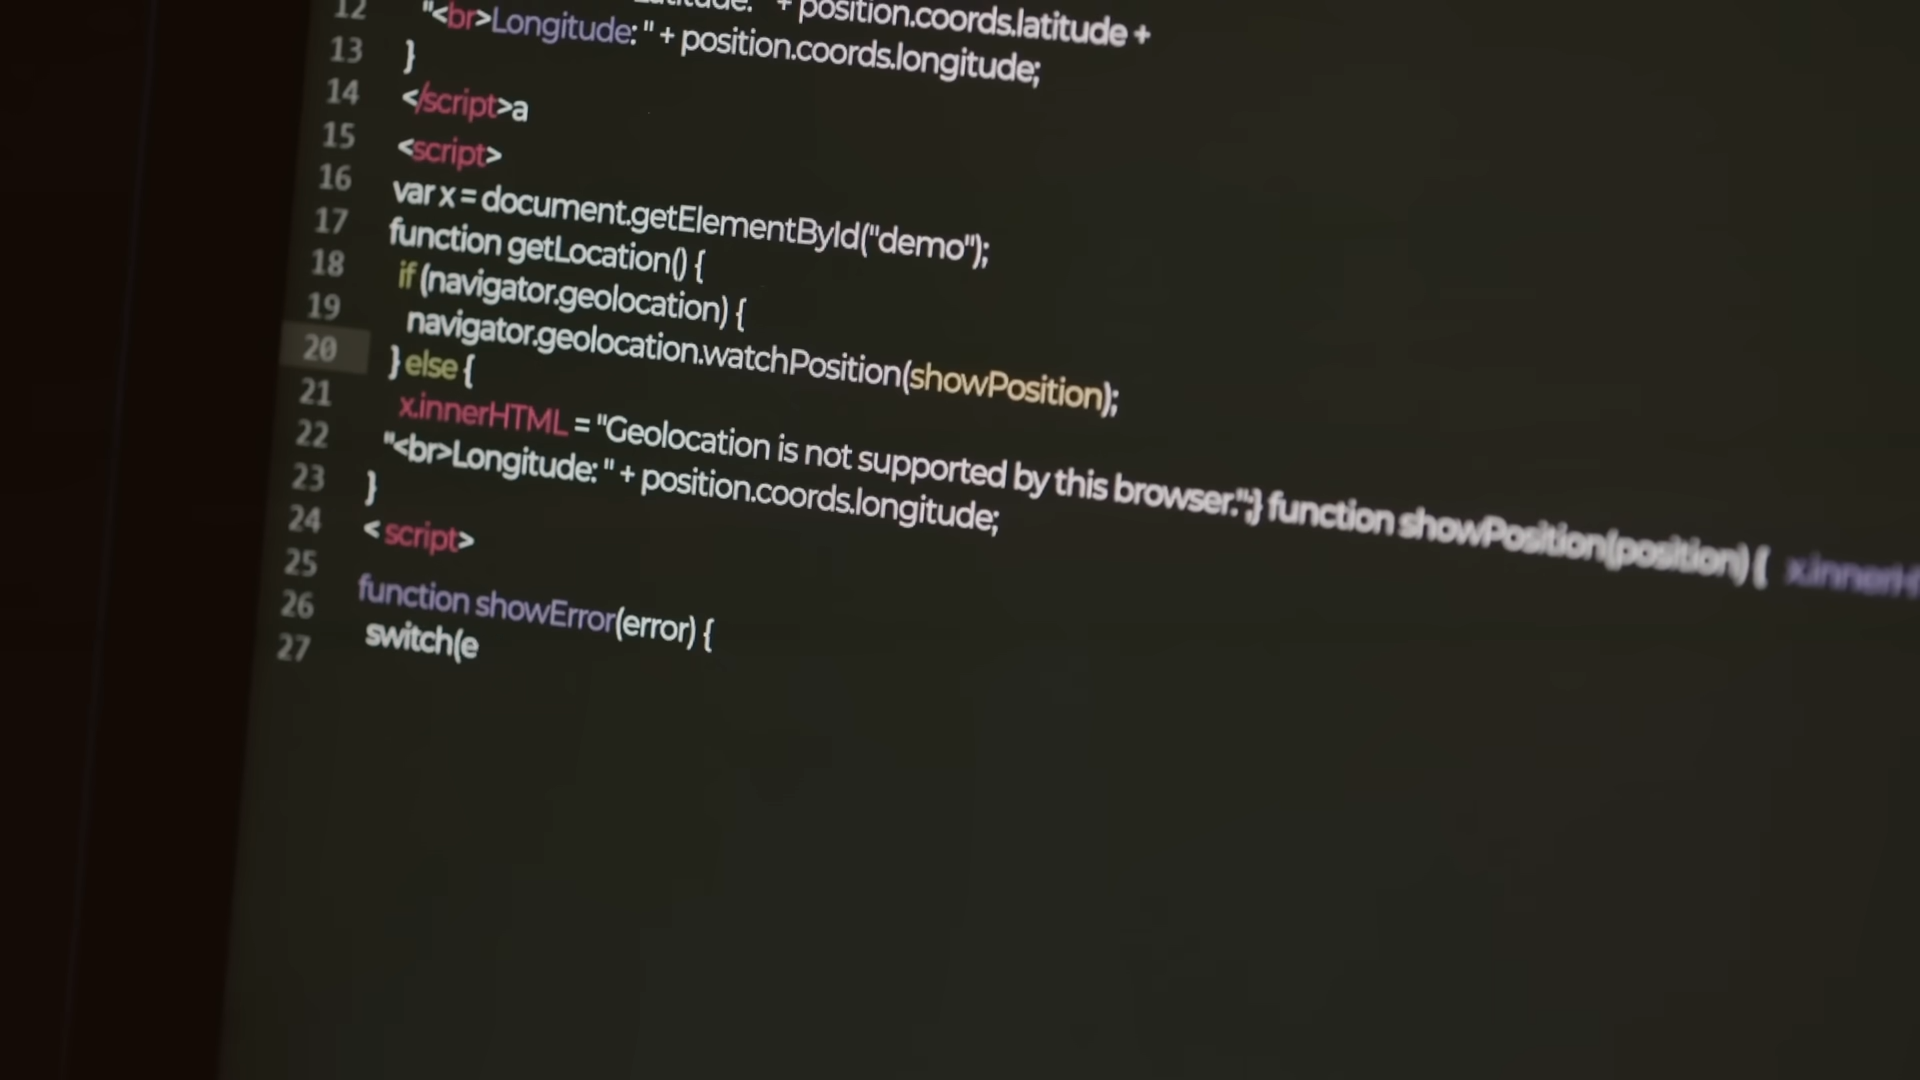 12 + position.coords.latitude +
13 "<br>Longitude: " + position.coords.longitude;
14 }
15 </script>a
16 <script>
17 var x = document.getElementById("demo");
18 function getLocation() {
19 if (navigator.geolocation) {
20 navigator.geolocation.watchPosition(showPosition);
21 } else {
22 x.innerHTML = "Geolocation is not supported by this browser.";} function showPosition(position) { x.innerH
23 "<br>Longitude: " + position.coords.longitude;
24 }
25 < script>
26 function showError(error) {
27 switch(e